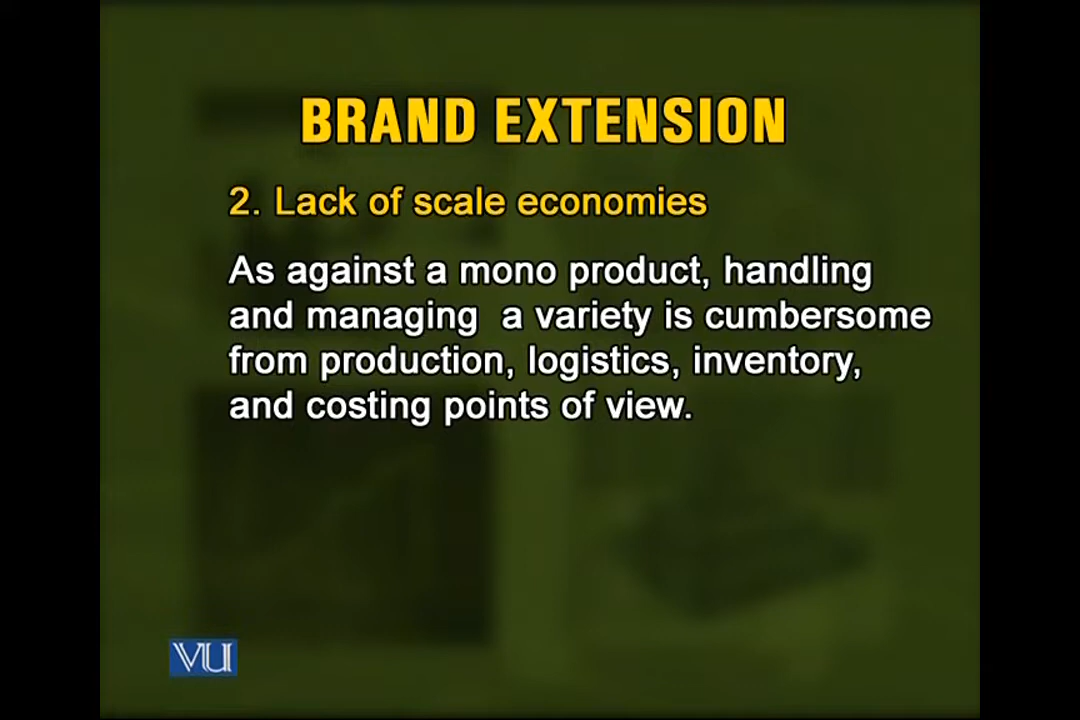 BRAND EXTENSION
2. Lack of scale economies
As against a mono product, handling
and managing a variety is cumbersome
from production, logistics, inventory,
and costing points of view.
VU